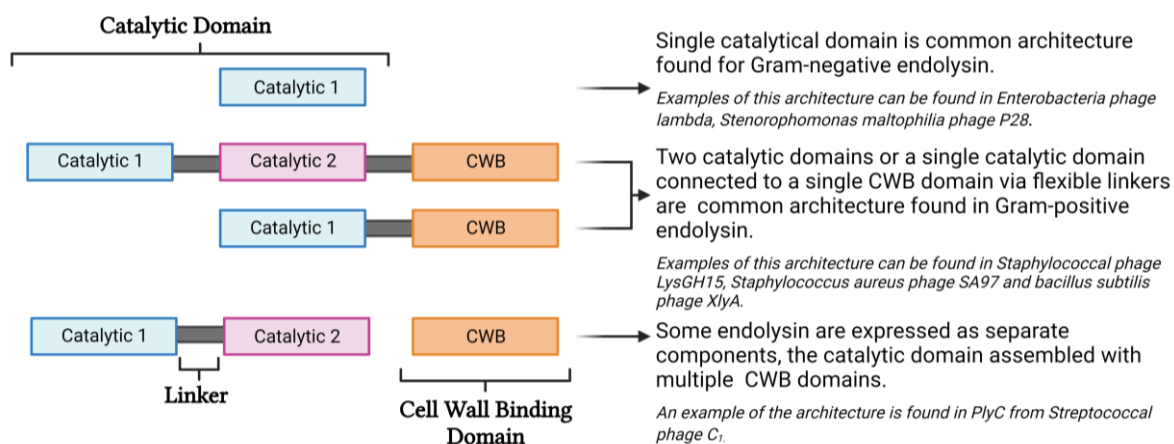 Catalytic Domain
Catalytic 1
Single catalytical domain is common architecture
found for Gram-negative endolysin.
Examples of this architecture can be found in Enterobacteria phage
lambda, Stenorophomonas maltophilia phage P28.
Catalytic 1
Catalytic 2
CWB
Catalytic 1
CWB
Two catalytic domains or a single catalytic domain
connected to a single CWB domain via flexible linkers
are common architecture found in Gram-positive
endolysin.
Examples of this architecture can be found in Staphylococcal phage
LysGH15, Staphylococcus aureus phage SA97 and bacillus subtilis
phage XlyA.
Catalytic 1
Catalytic 2
CWB
Linker
Cell Wall Binding
Domain
Some endolysin are expressed as separate
components, the catalytic domain assembled with
multiple CWB domains.
An example of the architecture is found in PlyC from Streptococcal
phage C₁.